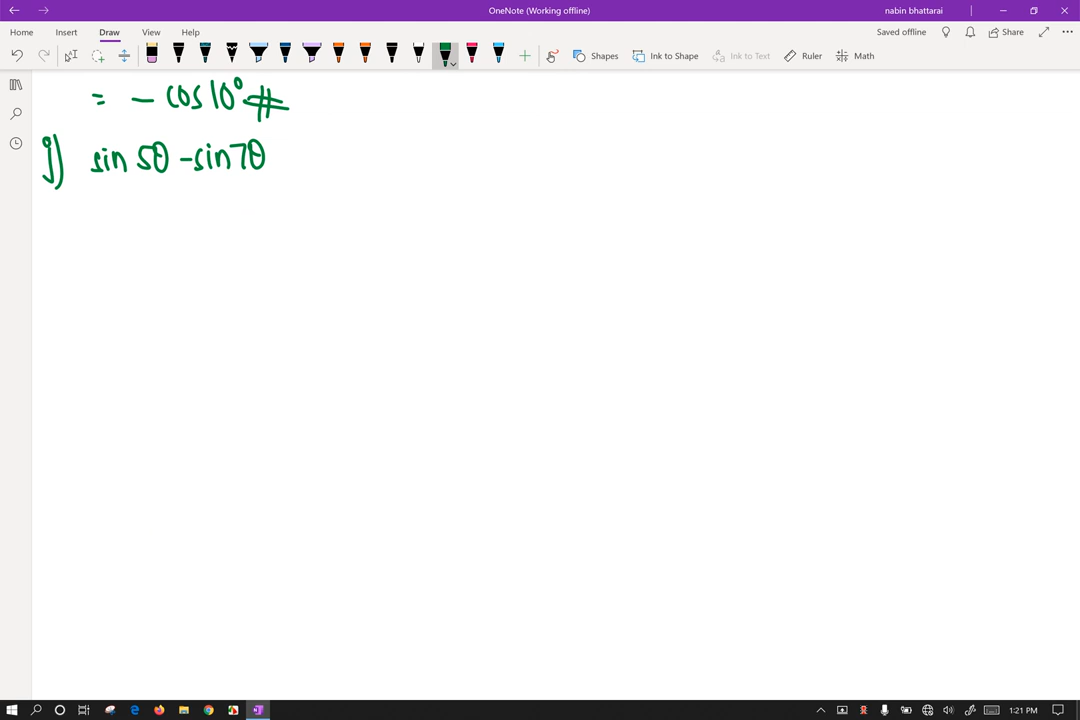 OneNote (Working offline)
nabin bhattarai
Home Insert Draw View Help
Saved offline
Share
Shapes Ink to Shape Ink to Text Ruler Math
= - cos 10° #
g) sin 5θ - sin 7θ
1:21 PM